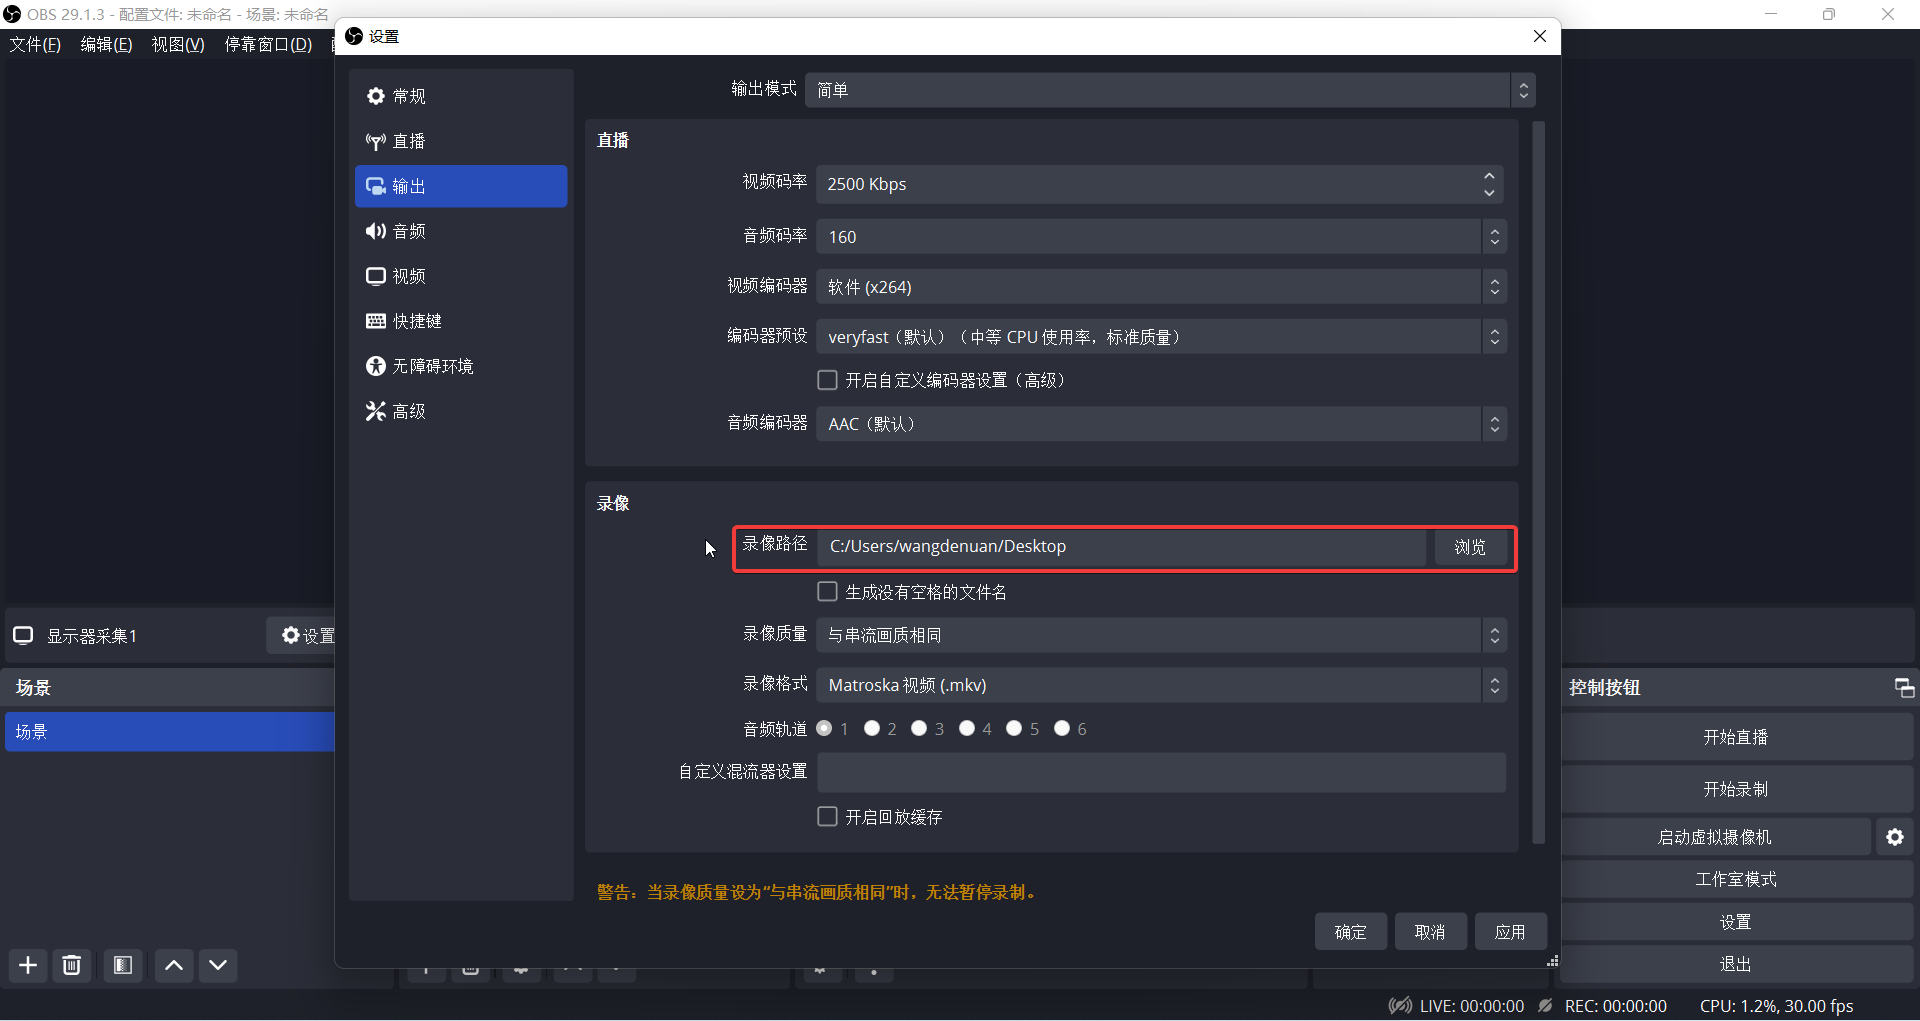 OBS 29.1.3 - 配置文件: 未命名 - 场景: 未命名
文件(F) 编辑(E) 视图(V) 停靠窗口(D)
设置
常规
直播
输出
音频
视频
快捷键
无障碍环境
高级
输出模式 简单
直播
视频码率 2500 Kbps
音频码率 160
视频编码器 软件 (x264)
编码器预设 veryfast（默认）（中等 CPU 使用率，标准质量）
开启自定义编码器设置（高级）
音频编码器 AAC（默认）
录像
录像路径 C:/Users/wangdenuan/Desktop 浏览
生成没有空格的文件名
录像质量 与串流画质相同
录像格式 Matroska 视频 (.mkv)
音频轨道 1 2 3 4 5 6
自定义混流器设置
开启回放缓存
警告：当录像质量设为“与串流画质相同”时，无法暂停录制。
确定 取消 应用
显示器采集1 设置
场景
场景
控制按钮
开始直播
开始录制
启动虚拟摄像机
工作室模式
设置
退出
LIVE: 00:00:00 REC: 00:00:00 CPU: 1.2%, 30.00 fps